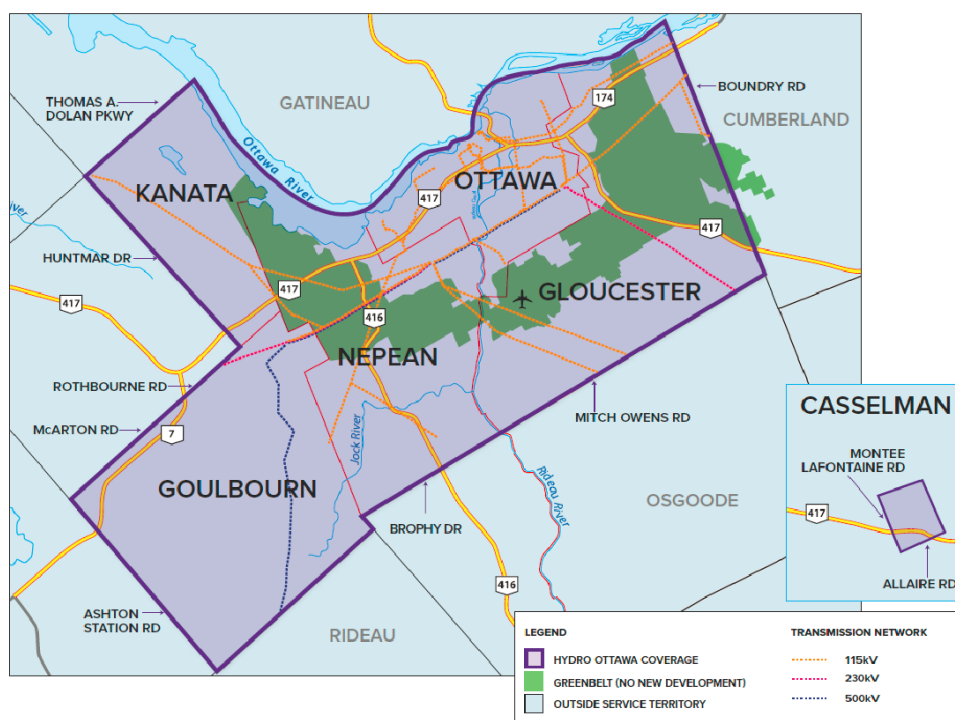 THOMAS A.
DOLAN PKWY
GATINEAU
174
BOUNDRY RD
CUMBERLAND
Ottawa River
KANATA
OTTAWA
417
417
River
HUNTMAR DR
417
417
GLOUCESTER
416
NEPEAN
ROTHBOURNE RD
McARTON RD
7
MITCH OWENS RD
Jock River
GOULBOURN
BROPHY DR
Rideau River
OSGOODE
ASHTON
STATION RD
RIDEAU
416
CASSELMAN
MONTEE
LAFONTAINE RD
417
ALLAIRE RD
LEGEND
HYDRO OTTAWA COVERAGE
GREENBELT (NO NEW DEVELOPMENT)
OUTSIDE SERVICE TERRITORY
TRANSMISSION NETWORK
115kV
230kV
500kV